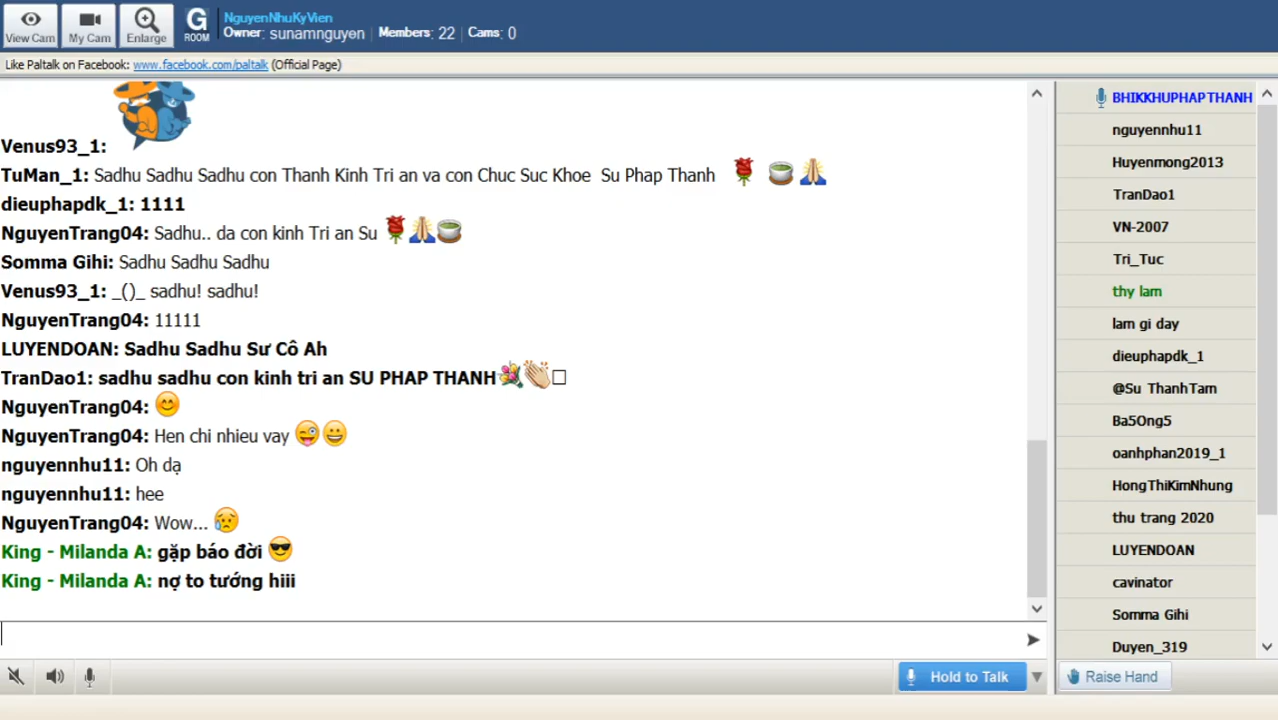 View Cam
My Cam
Enlarge
G
ROOM
NguyenNhuKyVien
Owner: sunamnguyen | Members: 22 | Cams: 0
Like Paltalk on Facebook: www.facebook.com/paltalk (Official Page)
Venus93_1:
TuMan_1: Sadhu Sadhu Sadhu con Thanh Kinh Tri an va con Chuc Suc Khoe Su Phap Thanh 🌹 🍵 🙏
dieuphapdk_1: 1111
NguyenTrang04: Sadhu.. da con kinh Tri an Su 🌹🙏🍵
Somma Gihi: Sadhu Sadhu Sadhu
Venus93_1: _()_ sadhu! sadhu!
NguyenTrang04: 11111
LUYENDOAN: Sadhu Sadhu Sư Cô Ah
TranDao1: sadhu sadhu con kinh tri an SU PHAP THANH💐👏□
NguyenTrang04: 😊
NguyenTrang04: Hen chi nhieu vay 😜😀
nguyennhu11: Oh dạ
nguyennhu11: hee
NguyenTrang04: Wow... 😥
King - Milanda A: gặp báo đời 😎
King - Milanda A: nợ to tướng hiii
BHIKKHUPHAPTHANH
nguyennhu11
Huyenmong2013
TranDao1
VN-2007
Tri_Tuc
thy lam
lam gi day
dieuphapdk_1
@Su ThanhTam
Ba5Ong5
oanhphan2019_1
HongThiKimNhung
thu trang 2020
LUYENDOAN
cavinator
Somma Gihi
Duyen_319
Hold to Talk
Raise Hand